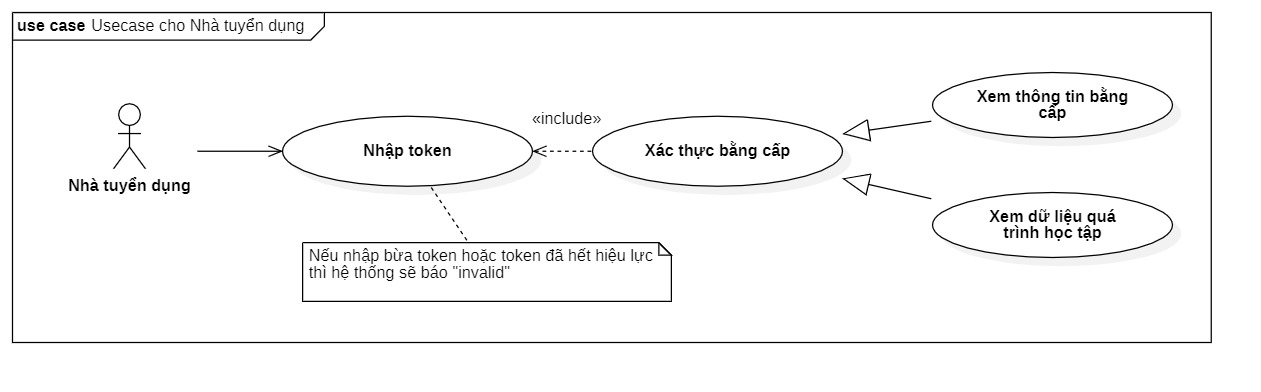 use case Usecase cho Nhà tuyển dụng
Nhà tuyển dụng
Nhập token
«include»
Xác thực bằng cấp
Xem thông tin bằng
cấp
Xem dữ liệu quá
trình học tập
Nếu nhập bừa token hoặc token đã hết hiệu lực
thì hệ thống sẽ báo "invalid"